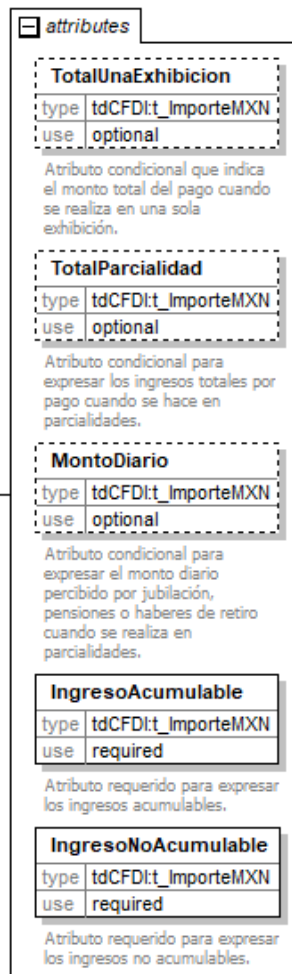 attributes
TotalUnaExhibicion
type tdCFDI:t_ImporteMXN
use optional
Atributo condicional que indica
el monto total del pago cuando
se realiza en una sola
exhibición.
TotalParcialidad
type tdCFDI:t_ImporteMXN
use optional
Atributo condicional para
expresar los ingresos totales por
pago cuando se hace en
parcialidades.
MontoDiario
type tdCFDI:t_ImporteMXN
use optional
Atributo condicional para
expresar el monto diario
percibido por jubilación,
pensiones o haberes de retiro
cuando se realiza en
parcialidades.
IngresoAcumulable
type tdCFDI:t_ImporteMXN
use required
Atributo requerido para expresar
los ingresos acumulables.
IngresoNoAcumulable
type tdCFDI:t_ImporteMXN
use required
Atributo requerido para expresar
los ingresos no acumulables.